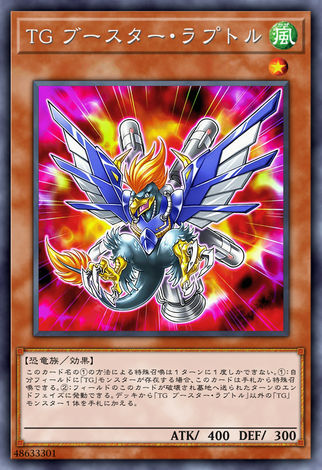 TG ブースター・ラプトル
風
【恐竜族／効果】
このカード名の①の方法による特殊召喚は１ターンに１度しかできない。①：自
分フィールドに「TG」モンスターが存在する場合、このカードは手札から特殊召喚
できる。②：フィールドのこのカードが破壊され墓地へ送られたターンのエン
ドフェイズに発動できる。デッキから「TG ブースター・ラプトル」以外の「TG」
モンスター１体を手札に加える。
ATK/ 400 DEF/ 300
48633301